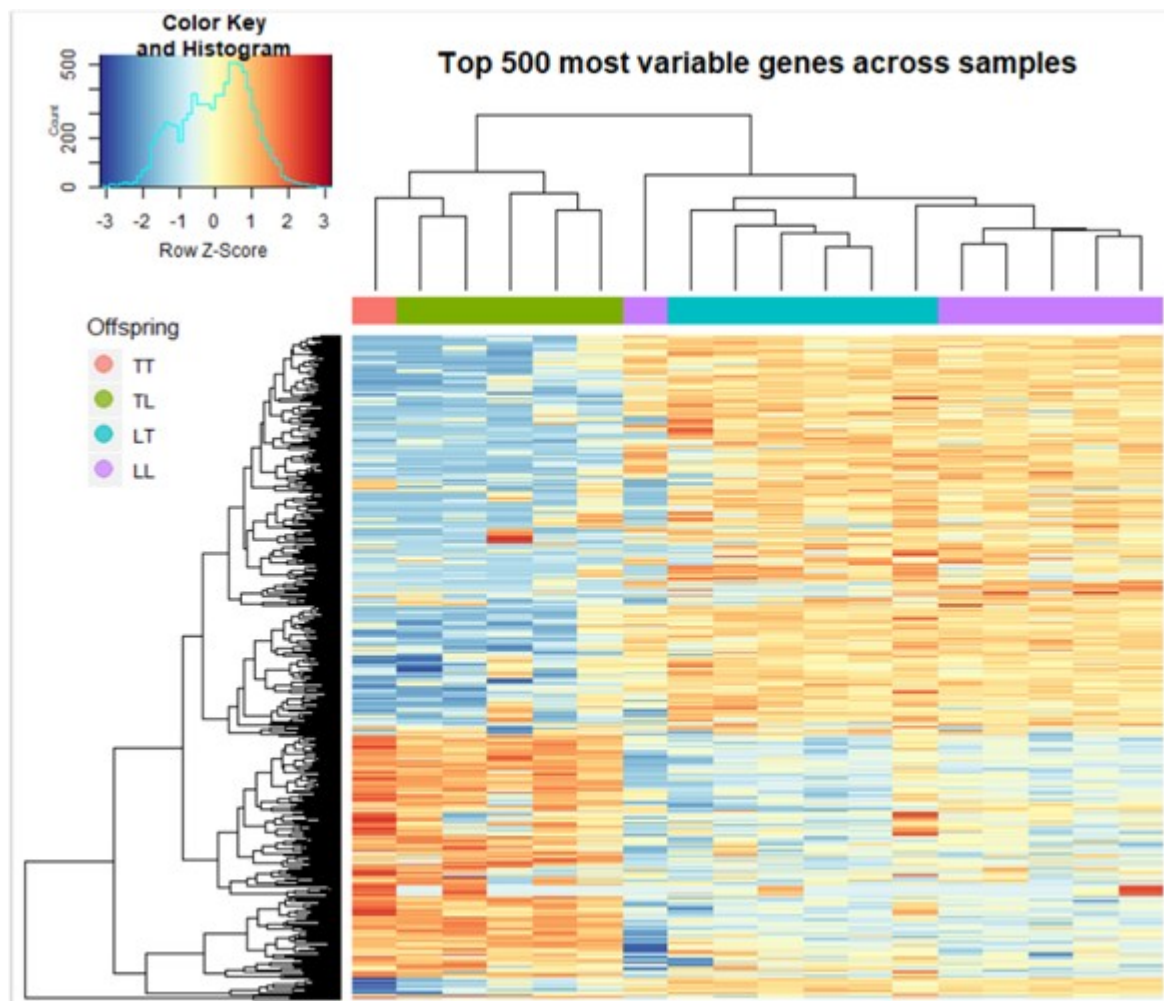 Color Key
and Histogram
Top 500 most variable genes across samples
500
200
0
Count
-3 -2 -1 0 1 2 3
Row Z-Score
Offspring
TT
TL
LT
LL